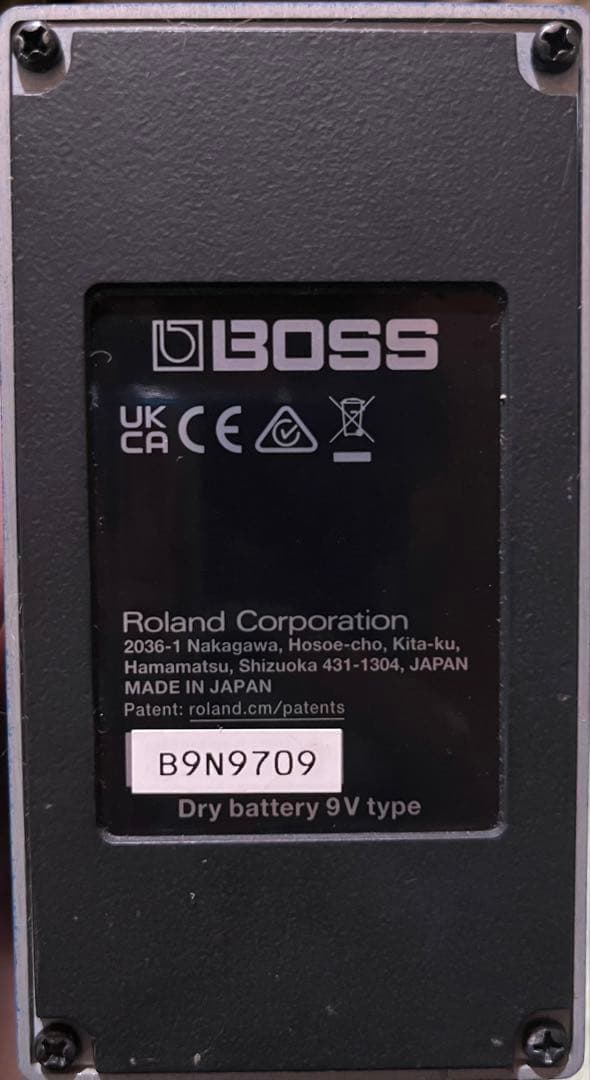 BOSS
UK
CA CE
Roland Corporation
2036-1 Nakagawa, Hosoe-cho, Kita-ku,
Hamamatsu, Shizuoka 431-1304, JAPAN
MADE IN JAPAN
Patent: roland.cm/patents
B9N9709
Dry battery 9V type